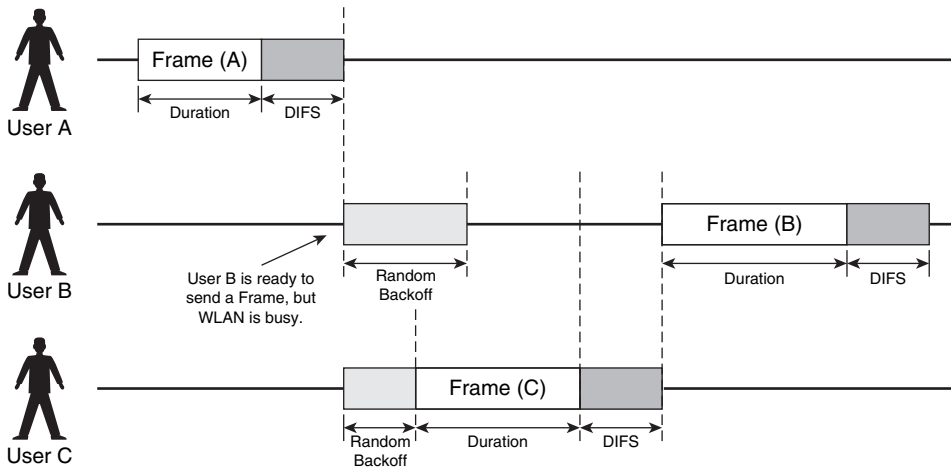 Frame (A)
Duration
DIFS
User A
Frame (B)
User B is ready to
send a Frame, but
WLAN is busy.
Random
Backoff
Duration
DIFS
User B
Frame (C)
Random
Backoff
Duration
DIFS
User C